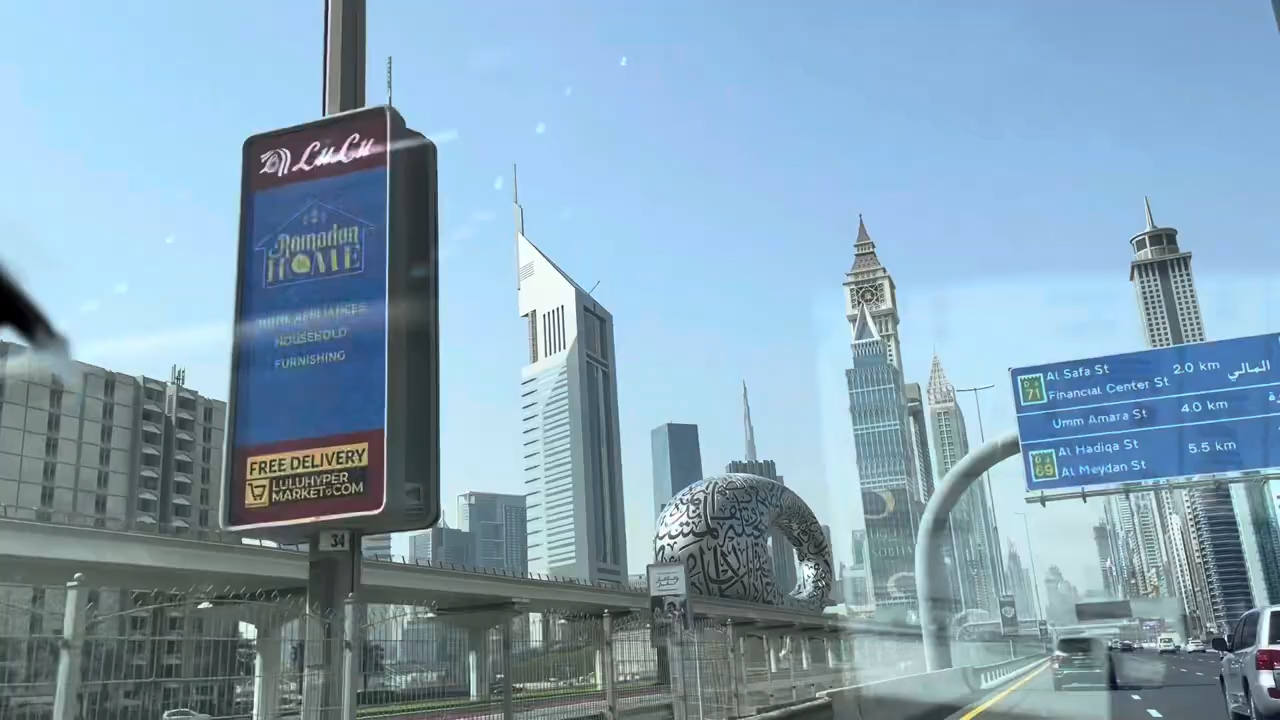 LuLu
Ramadan
HOME
HOME APPLIANCES
HOUSEHOLD
FURNISHING
FREE DELIVERY
LULUHYPER
MARKET.COM
34
71
Al Safa St 2.0 km
Financial Center St
المالي
Umm Amara St 4.0 km
69
Al Hadiqa St 5.5 km
Al Meydan St